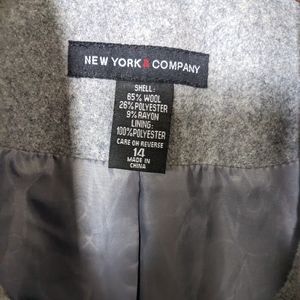 NEW YORK & COMPANY
SHELL:
65% WOOL
26% POLYESTER
9% RAYON
LINING:
100% POLYESTER
CARE ON REVERSE
14
MADE IN
CHINA